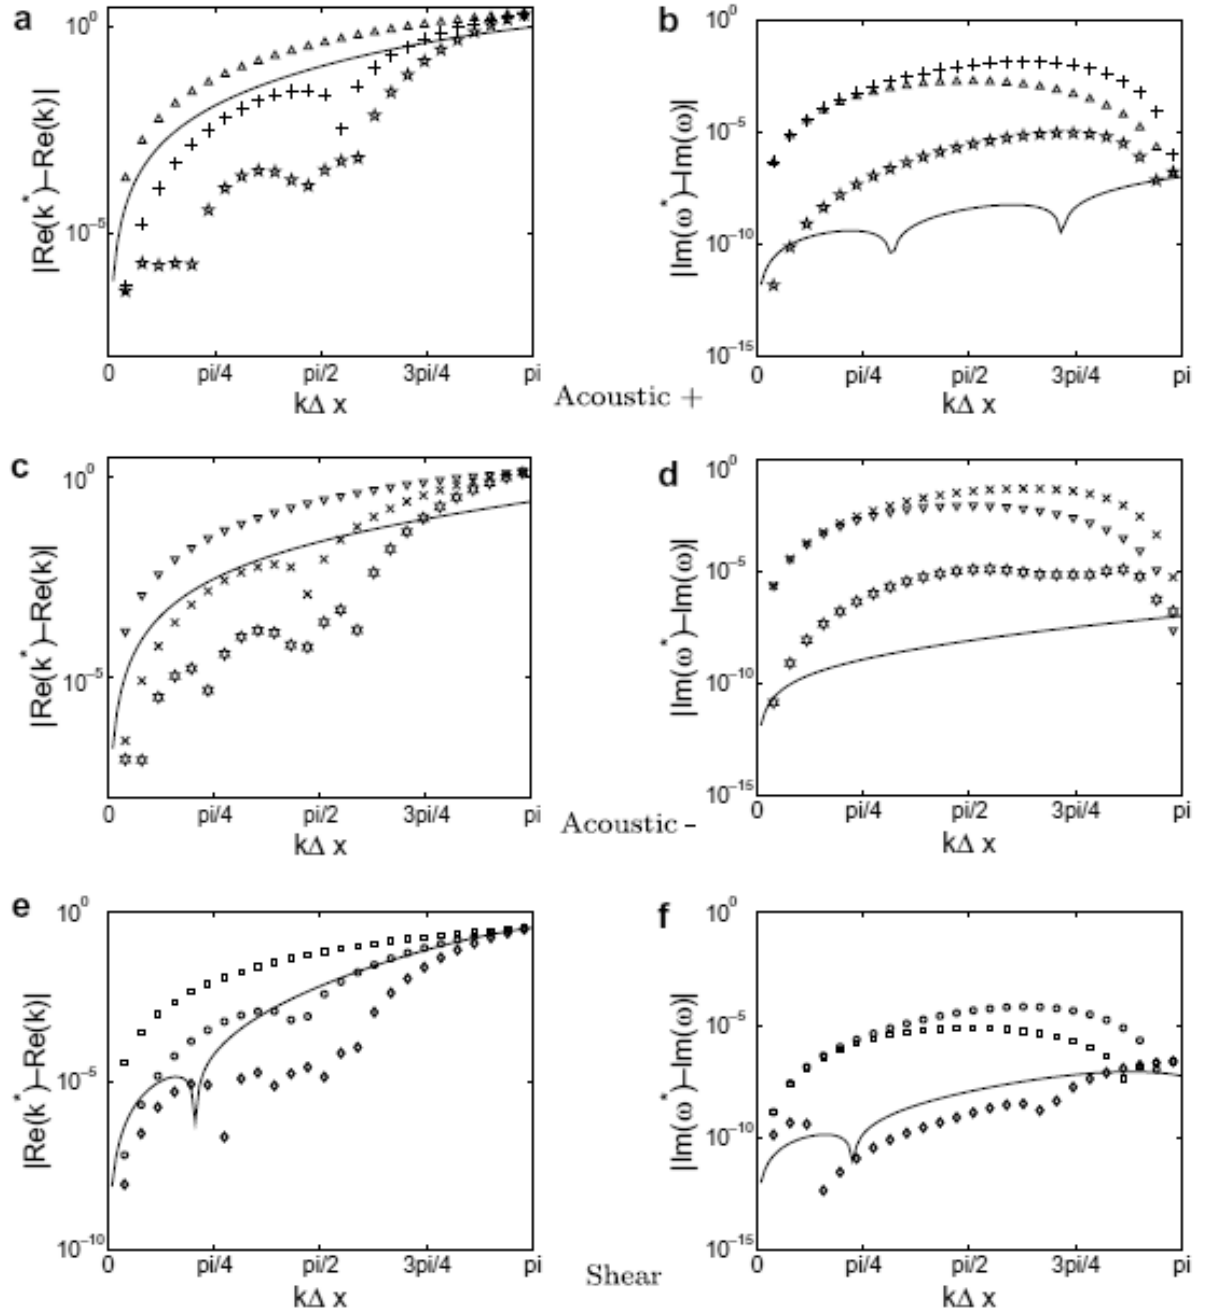 a
10^0
10^-5
|Re(k*)–Re(k)|
0 pi/4 pi/2 3pi/4 pi
kΔ x
b
10^0
10^-5
10^-10
10^-15
|Im(ω*)–Im(ω)|
0 pi/4 pi/2 3pi/4 pi
kΔ x
Acoustic +
c
10^0
10^-5
|Re(k*)–Re(k)|
0 pi/4 pi/2 3pi/4 pi
kΔ x
d
10^0
10^-5
10^-10
10^-15
|Im(ω*)–Im(ω)|
0 pi/4 pi/2 3pi/4 pi
kΔ x
Acoustic -
e
10^0
10^-5
10^-10
|Re(k*)–Re(k)|
0 pi/4 pi/2 3pi/4 pi
kΔ x
f
10^0
10^-5
10^-10
10^-15
|Im(ω*)–Im(ω)|
0 pi/4 pi/2 3pi/4 pi
kΔ x
Shear